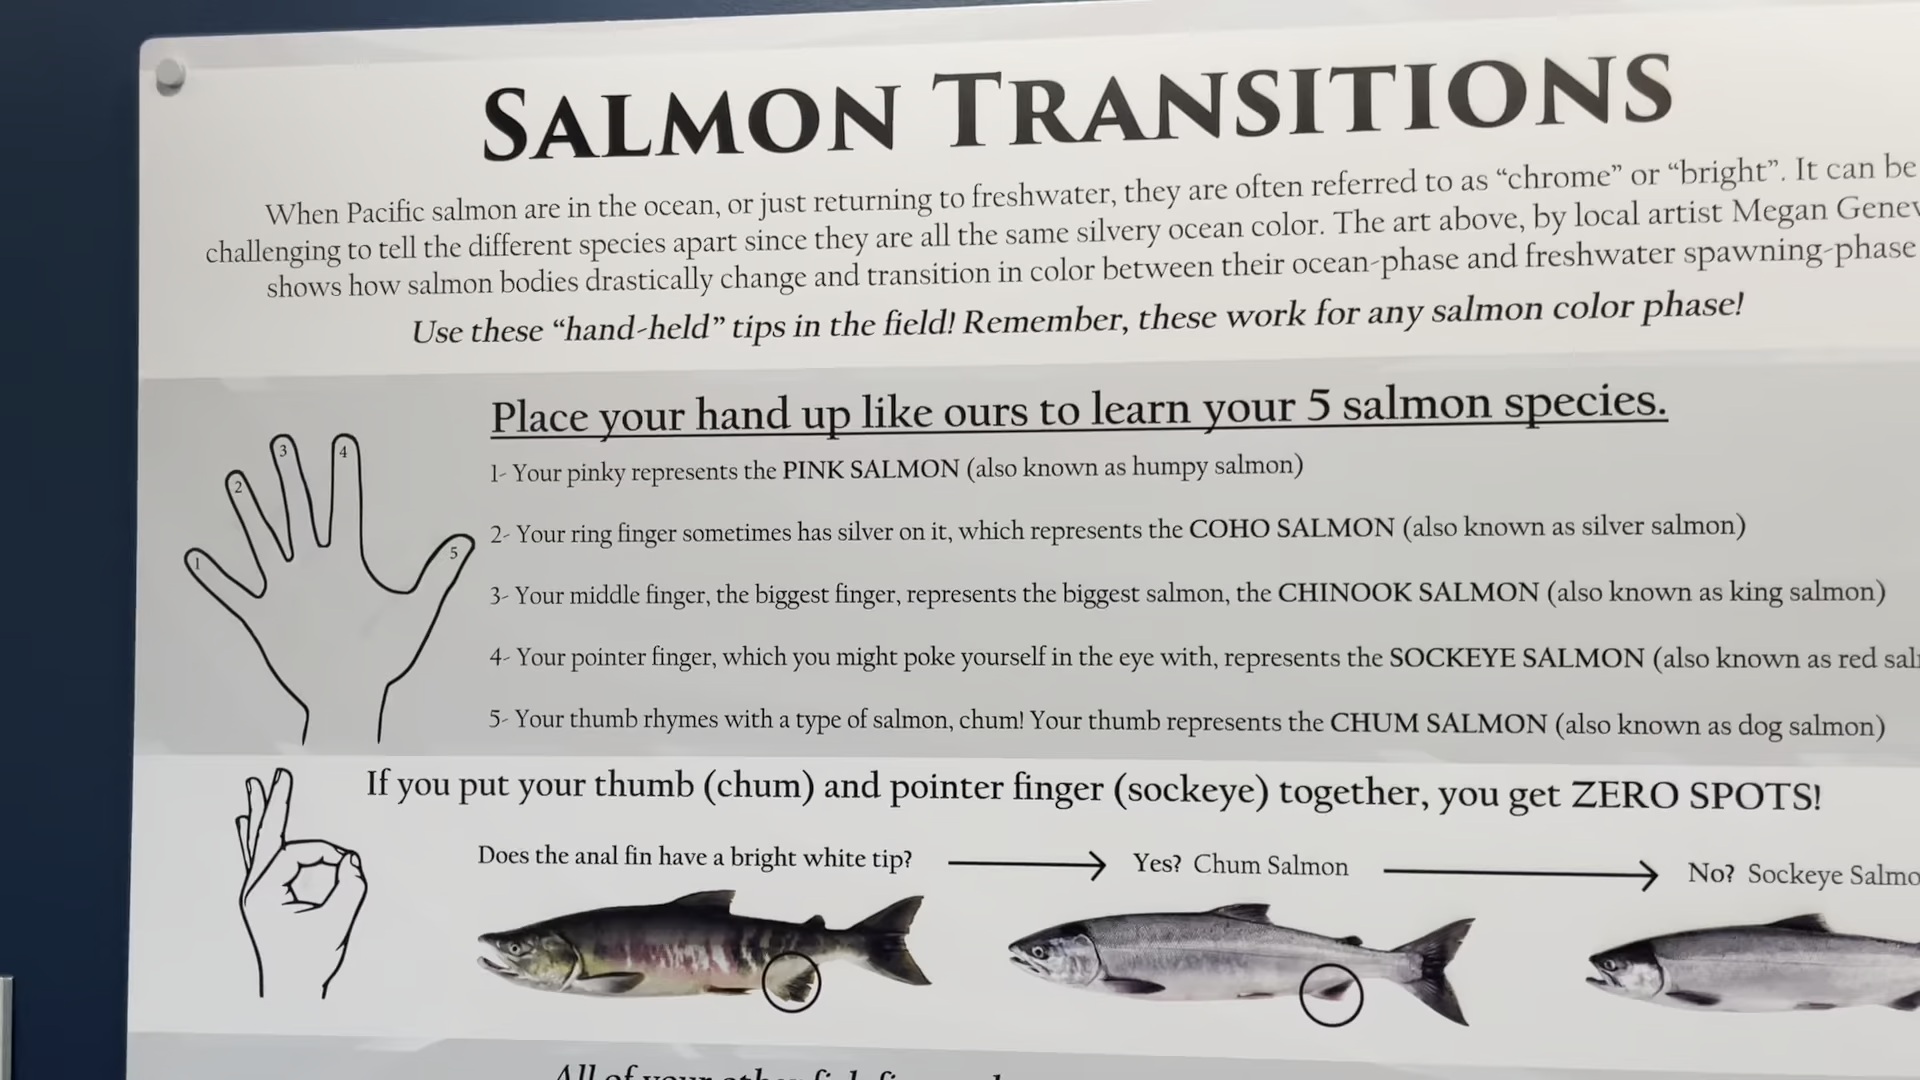 SALMON TRANSITIONS
When Pacific salmon are in the ocean, or just returning to freshwater, they are often referred to as “chrome” or “bright”. It can be
challenging to tell the different species apart since they are all the same silvery ocean color. The art above, by local artist Megan
shows how salmon bodies drastically change and transition in color between their ocean-phase and freshwater spawning-phase
Use these “hand-held” tips in the field! Remember, these work for any salmon color phase!
Place your hand up like ours to learn your 5 salmon species.
1- Your pinky represents the PINK SALMON (also known as humpy salmon)
2- Your ring finger sometimes has silver on it, which represents the COHO SALMON (also known as silver salmon)
3- Your middle finger, the biggest finger, represents the biggest salmon, the CHINOOK SALMON (also known as king salmon)
4- Your pointer finger, which you might poke yourself in the eye with, represents the SOCKEYE SALMON (also known as red
5- Your thumb rhymes with a type of salmon, chum! Your thumb represents the CHUM SALMON (also known as dog salmon)
1
2
3
4
5
If you put your thumb (chum) and pointer finger (sockeye) together, you get ZERO SPOTS!
Does the anal fin have a bright white tip?
Yes? Chum Salmon
No? Sockeye Salmo
All of your other